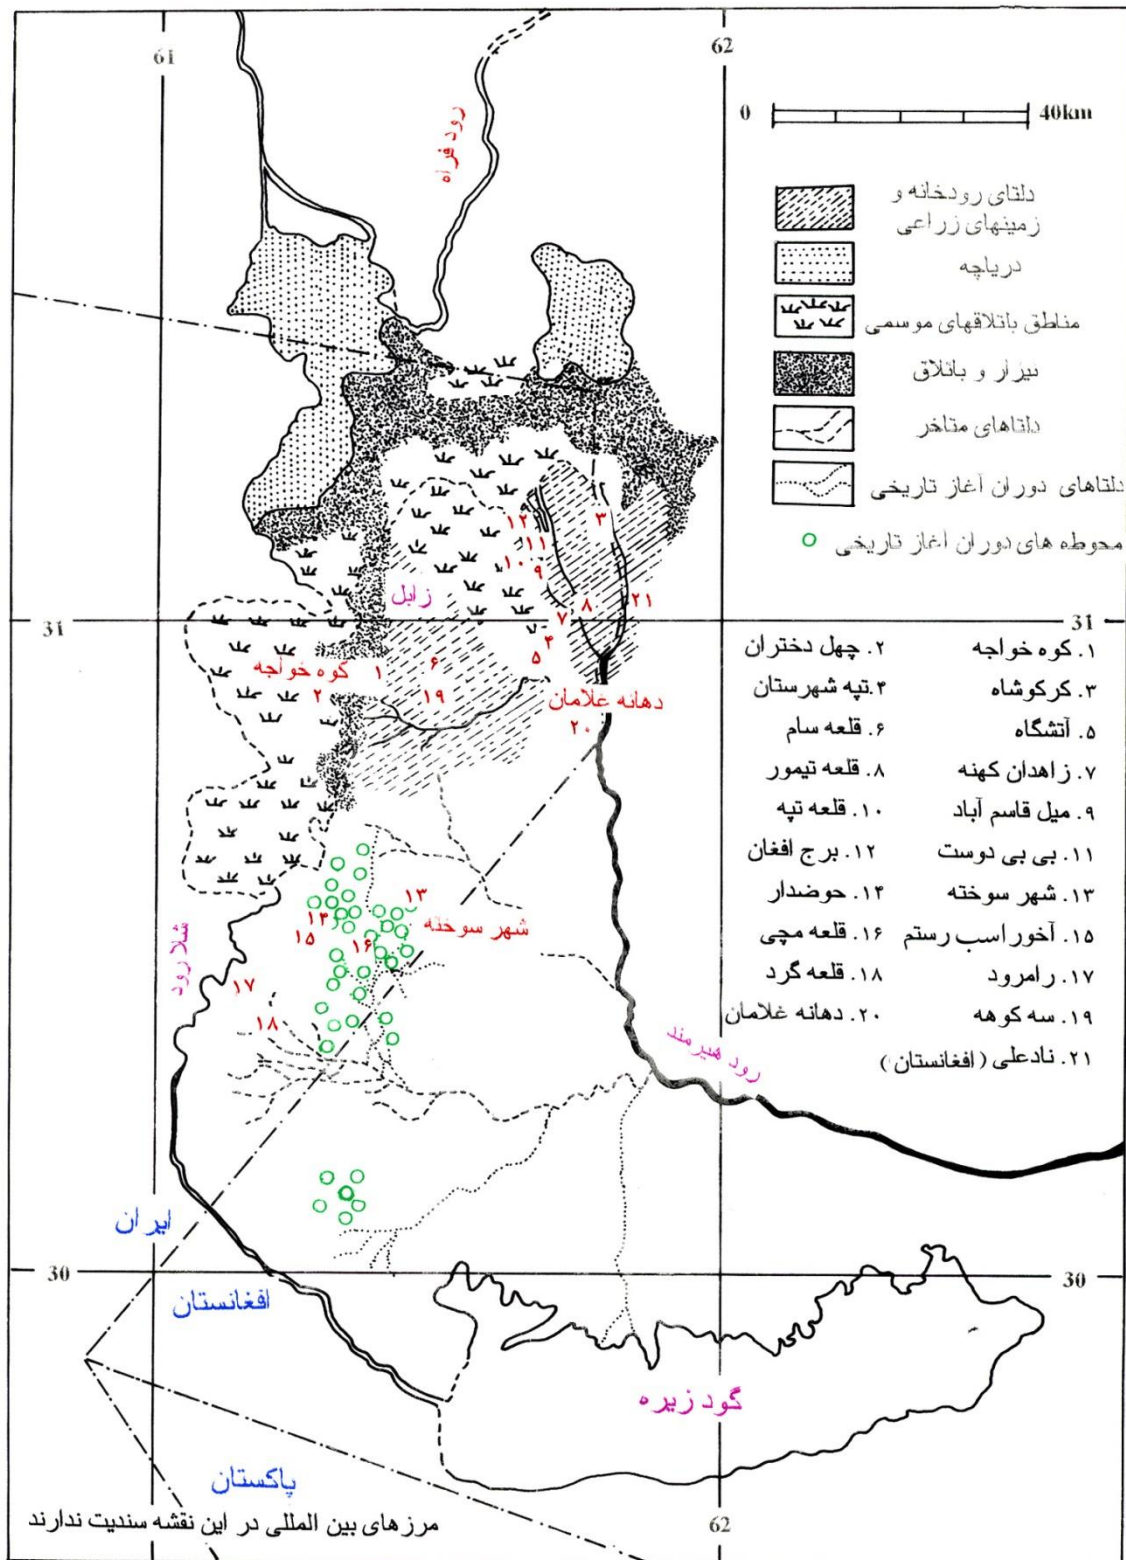 61
62
0
40km
رود فراه
دلتای رودخانه و
زمینهای زراعی
دریاچه
مناطق باتلاقهای موسمی
نیزار و باتلاق
دلتاهای متاخر
دلتاهای دوران آغاز تاریخی
محوطه های دوران آغاز تاریخی
۱۲
۳
۱۱
۱۰
۹
زابل
۸
۲۱
۷
31
31
۴
۵
کوه خواجه
۱
۶
۲
۱۹
دهانه غلامان
۲۰
۱. کوه خواجه
۲. چهل دختران
۳. کرکوشاه
۴. تپه شهرستان
۵. آتشگاه
۶. قلعه سام
۷. زاهدان کهنه
۸. قلعه تیمور
۹. میل قاسم آباد
۱۰. قلعه تپه
۱۱. بی بی دوست
۱۲. برج افغان
۱۳. شهر سوخته
۱۴. حوضدار
۱۵. آخور اسب رستم
۱۶. قلعه مچی
۱۷. رامرود
۱۸. قلعه گرد
۱۹. سه کوهه
۲۰. دهانه غلامان
۲۱. نادعلی (افغانستان)
۱۳
۱۴
شهر سوخته
۱۵
۱۶
شلا رود
۱۷
۱۸
رود هیرمند
ایران
30
30
افغانستان
گود زیره
پاکستان
مرزهای بین المللی در این نقشه سندیت ندارند
62